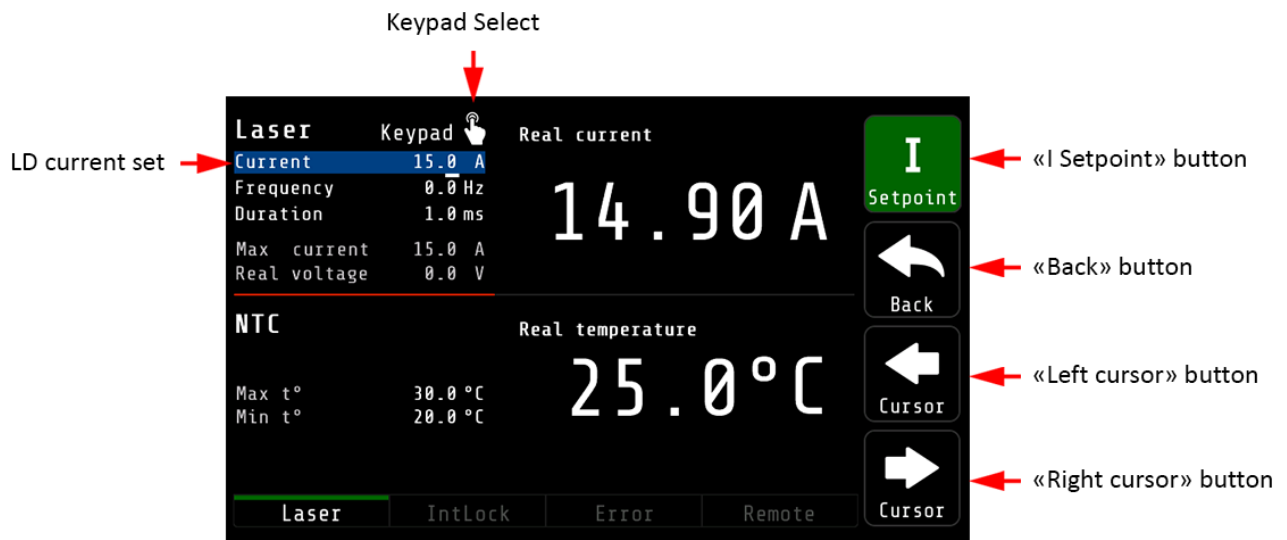 Keypad Select
LD current set
Laser Keypad
Current 15.0 A
Frequency 0.0 Hz
Duration 1.0 ms
Max current 15.0 A
Real voltage 0.0 V
Real current
14.90 A
NTC
Max t° 30.0 °C
Min t° 20.0 °C
Real temperature
25.0°C
Laser IntLock Error Remote
I
Setpoint
«I Setpoint» button
Back
«Back» button
Cursor
«Left cursor» button
Cursor
«Right cursor» button